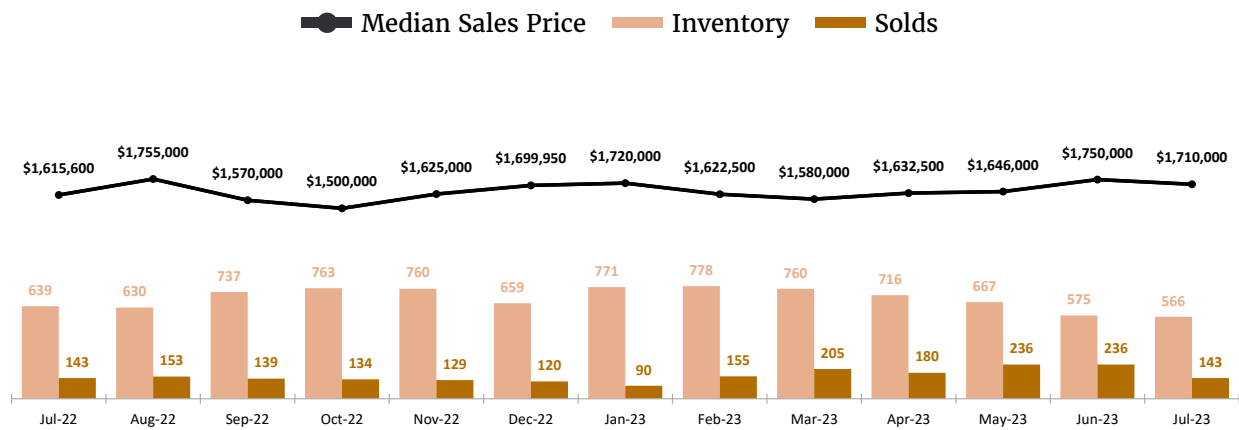 Median Sales Price Inventory Solds
$1,615,600 $1,755,000 $1,570,000 $1,500,000 $1,625,000 $1,699,950 $1,720,000 $1,622,500 $1,580,000 $1,632,500 $1,646,000 $1,750,000 $1,710,000
639 630 737 763 760 659 771 778 760 716 667 575 566
143 153 139 134 129 120 90 155 205 180 236 236 143
Jul-22 Aug-22 Sep-22 Oct-22 Nov-22 Dec-22 Jan-23 Feb-23 Mar-23 Apr-23 May-23 Jun-23 Jul-23